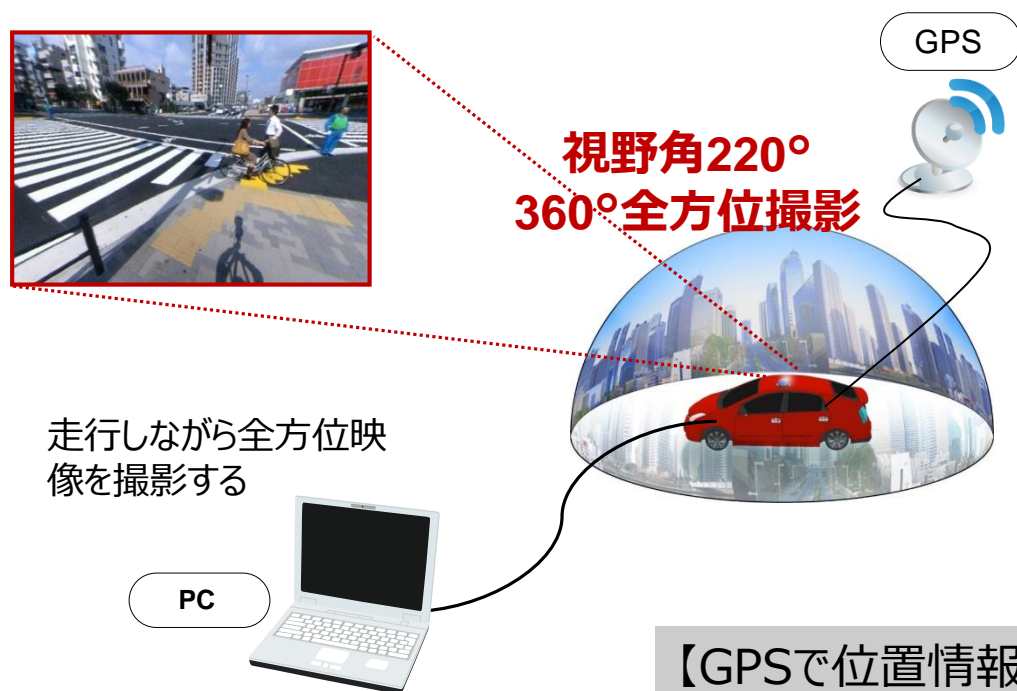 GPS
視野角220°
360°全方位撮影
走行しながら全方位映
像を撮影する
PC
【GPSで位置情報